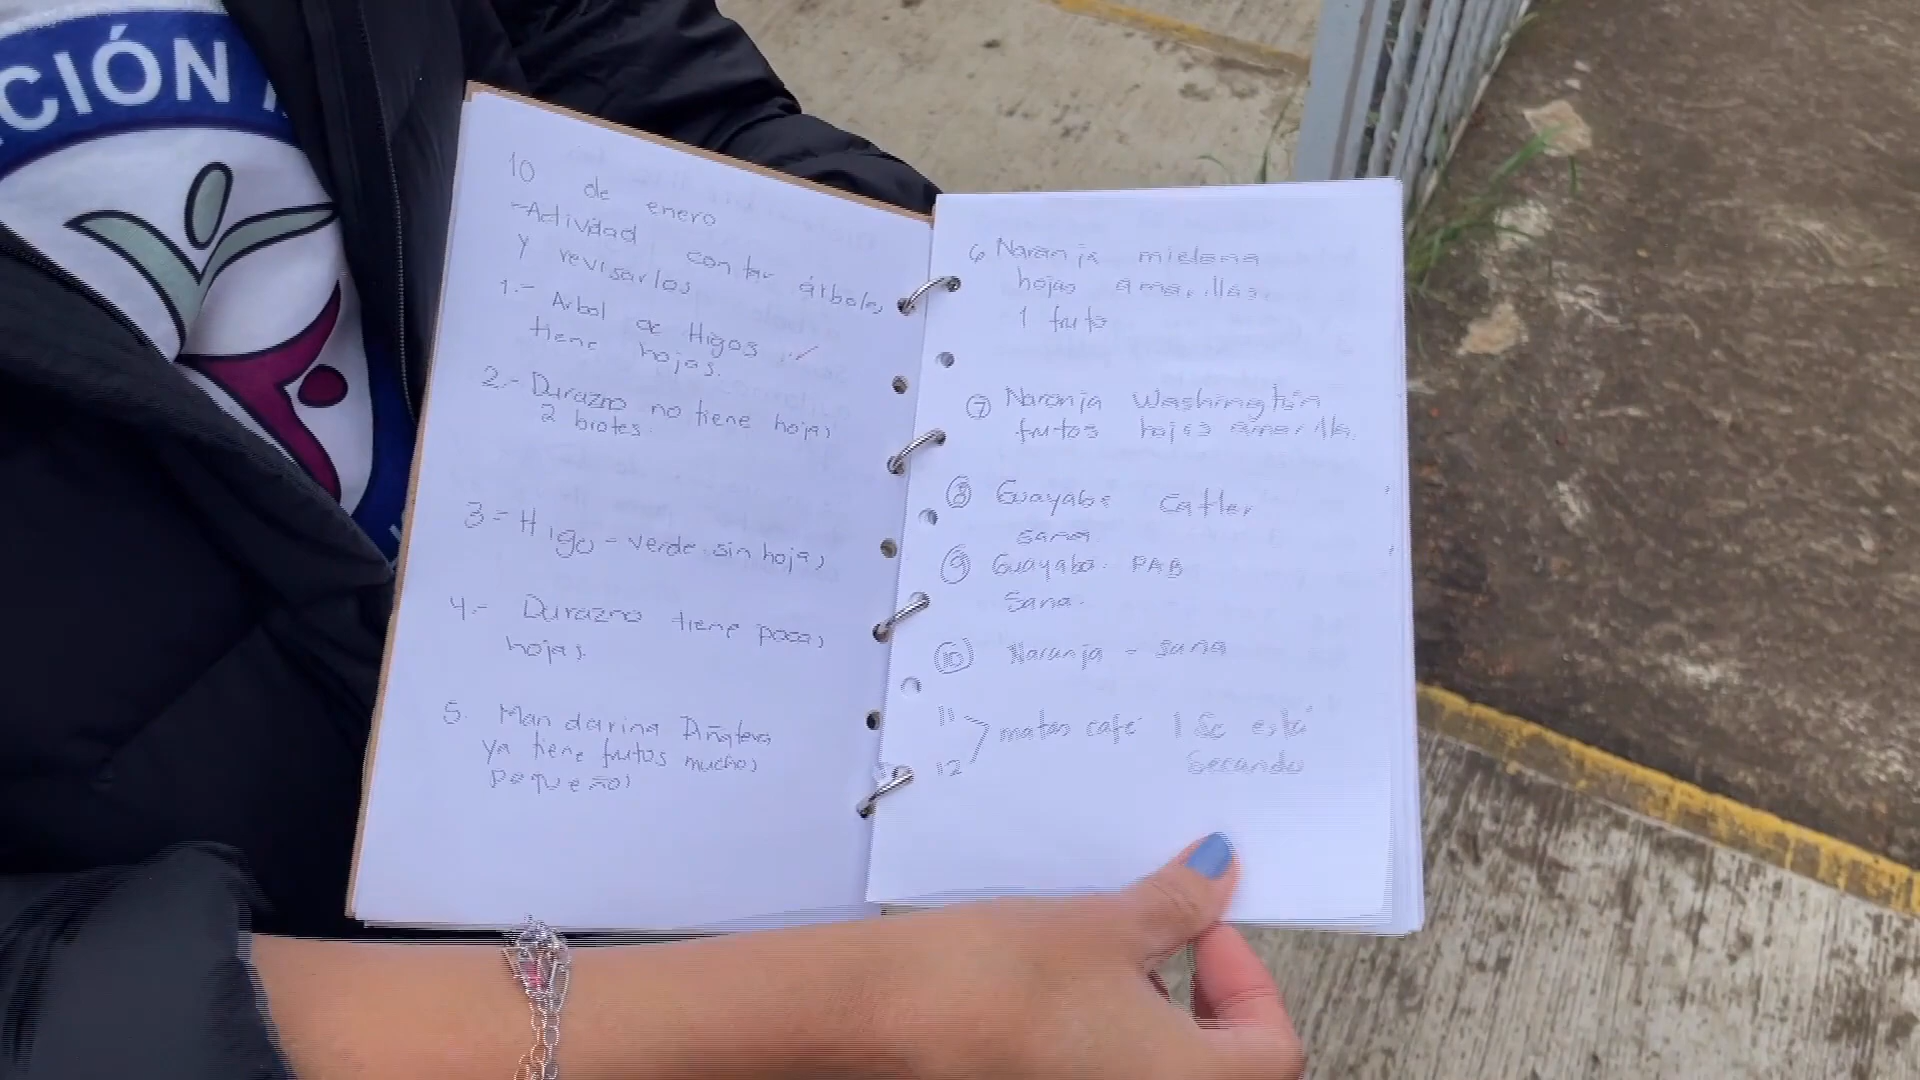 CIÓN
10 de enero
-Actividad contar árboles
y revisarlos
1.- Arbol de Higos ✓
tiene hojas.
2.- Durazno no tiene hojas
2 brotes.
3= Higo - verde sin hojas
4.- Durazno tiene pocas
hojas.
5. Mandarina
ya tiene frutos muchos
pequeños
6 Naranja
hojas amarillas.
1 fruto
7 Naranja Washington
frutos hojas amarilla.
8 Guayaba
sana
9 Guayaba. PAB
Sana.
10 Naranja - sana
11
12 matas café 1 Se está
Secando